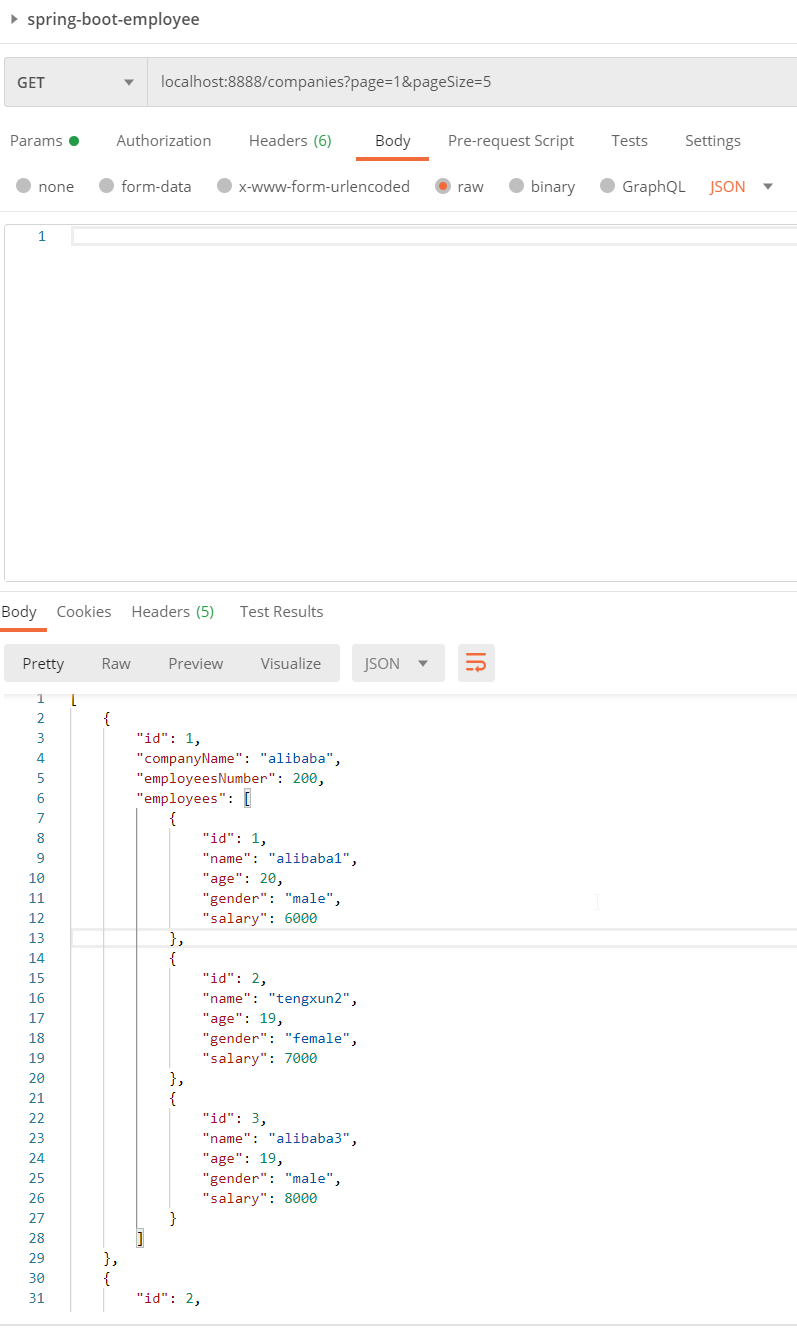 spring-boot-employee
GET localhost:8888/companies?page=1&pageSize=5
Params Authorization Headers (6) Body Pre-request Script Tests Settings
none form-data x-www-form-urlencoded raw binary GraphQL JSON
1
Body Cookies Headers (5) Test Results
Pretty Raw Preview Visualize JSON
1 [
2 {
3 "id": 1,
4 "companyName": "alibaba",
5 "employeesNumber": 200,
6 "employees": [
7 {
8 "id": 1,
9 "name": "alibaba1",
10 "age": 20,
11 "gender": "male",
12 "salary": 6000
13 },
14 {
15 "id": 2,
16 "name": "tengxun2",
17 "age": 19,
18 "gender": "female",
19 "salary": 7000
20 },
21 {
22 "id": 3,
23 "name": "alibaba3",
24 "age": 19,
25 "gender": "male",
26 "salary": 8000
27 }
28 ]
29 },
30 {
31 "id": 2,